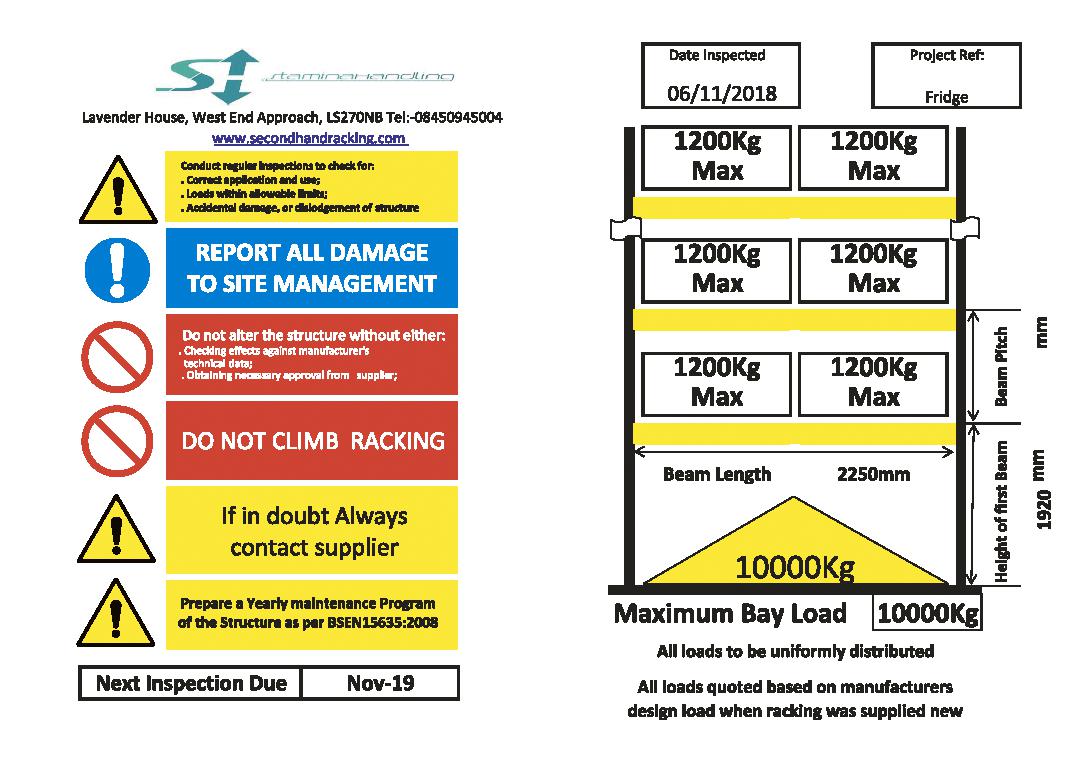 SH staminahandling
Lavender House, West End Approach, LS270NB Tel:-08450945004
www.secondhandracking.com
Conduct regular inspections to check for:
. Correct application and use;
. Loads within allowable limits;
. Accidental damage, or dislodgement of structure
REPORT ALL DAMAGE
TO SITE MANAGEMENT
Do not alter the structure without either:
. Checking effects against manufacturer's
technical data;
. Obtaining necessary approval from supplier;
DO NOT CLIMB RACKING
If in doubt Always
contact supplier
Prepare a Yearly maintenance Program
of the Structure as per BSEN15635:2008
Next Inspection Due Nov-19
Date Inspected
06/11/2018
Project Ref:
Fridge
1200Kg
Max
1200Kg
Max
1200Kg
Max
1200Kg
Max
1200Kg
Max
1200Kg
Max
Beam Pitch
mm
Beam Length 2250mm
Height of first Beam
1920 mm
10000Kg
Maximum Bay Load 10000Kg
All loads to be uniformly distributed
All loads quoted based on manufacturers
design load when racking was supplied new